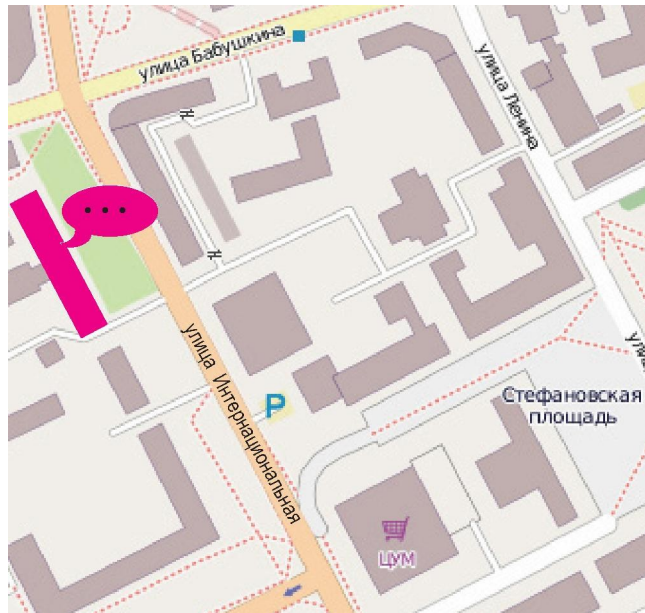 улица Бабушкина
улица Ленина
...
улица Интернациональная
P
Стефановская
площадь
ЦУМ